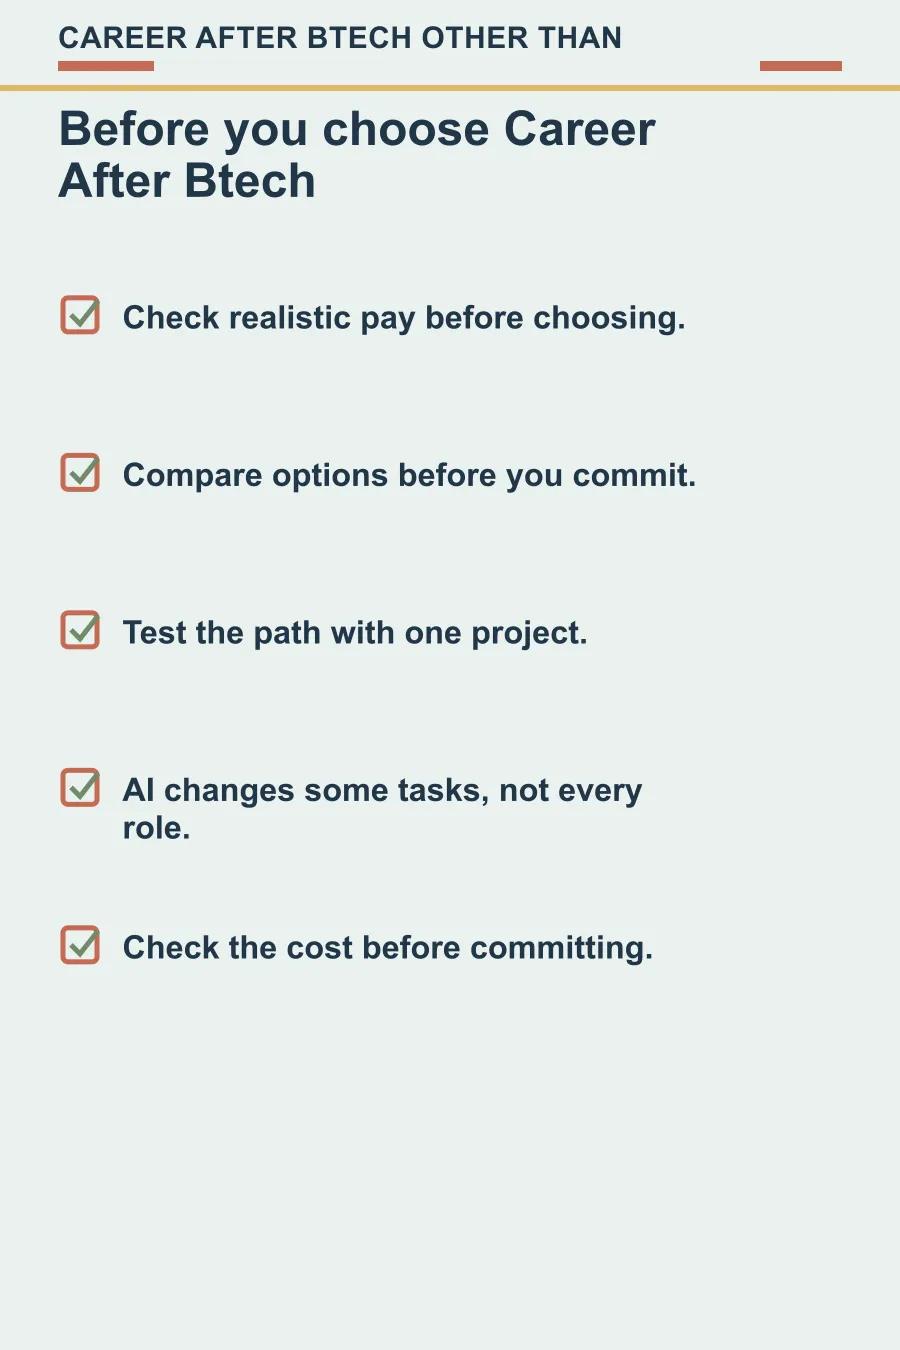 CAREER AFTER BTECH OTHER THAN
Before you choose Career
After Btech
Check realistic pay before choosing.
Compare options before you commit.
Test the path with one project.
AI changes some tasks, not every
role.
Check the cost before committing.